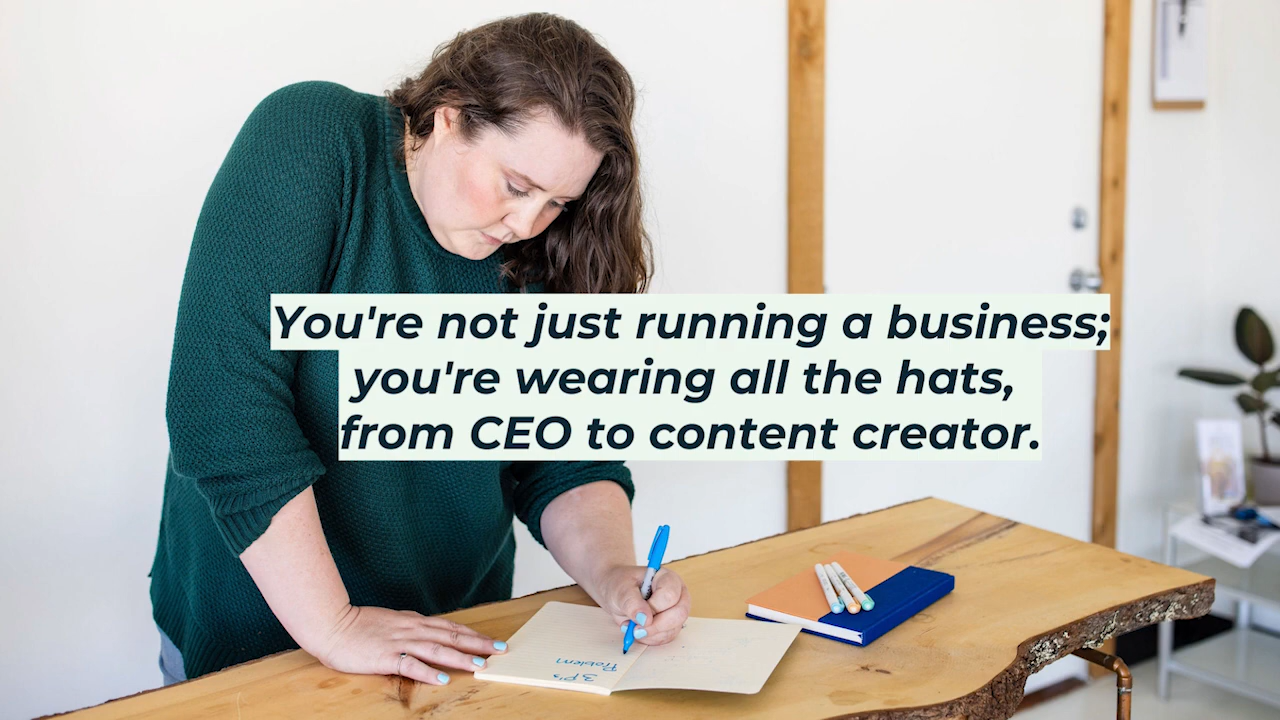 You're not just running a business;
you're wearing all the hats,
from CEO to content creator.
3 P's
Problem